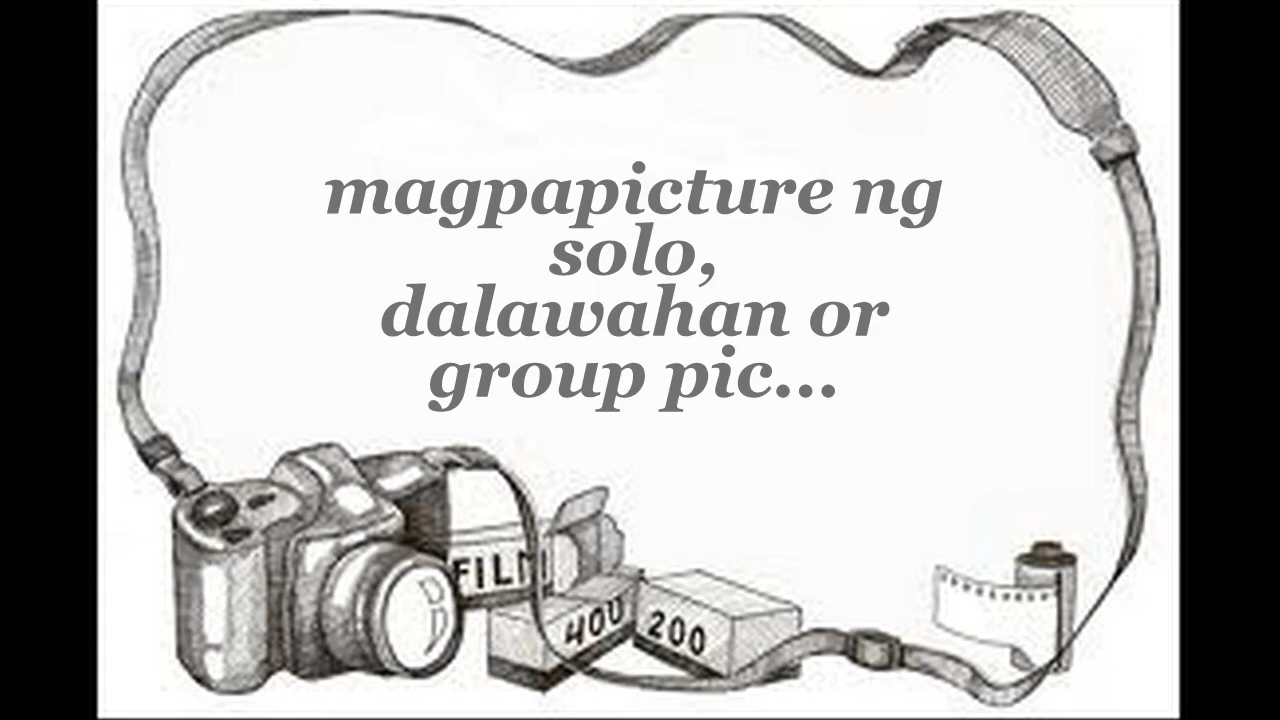 magpapicture ng
solo,
dalawahan or
group pic...
FILM
400
200